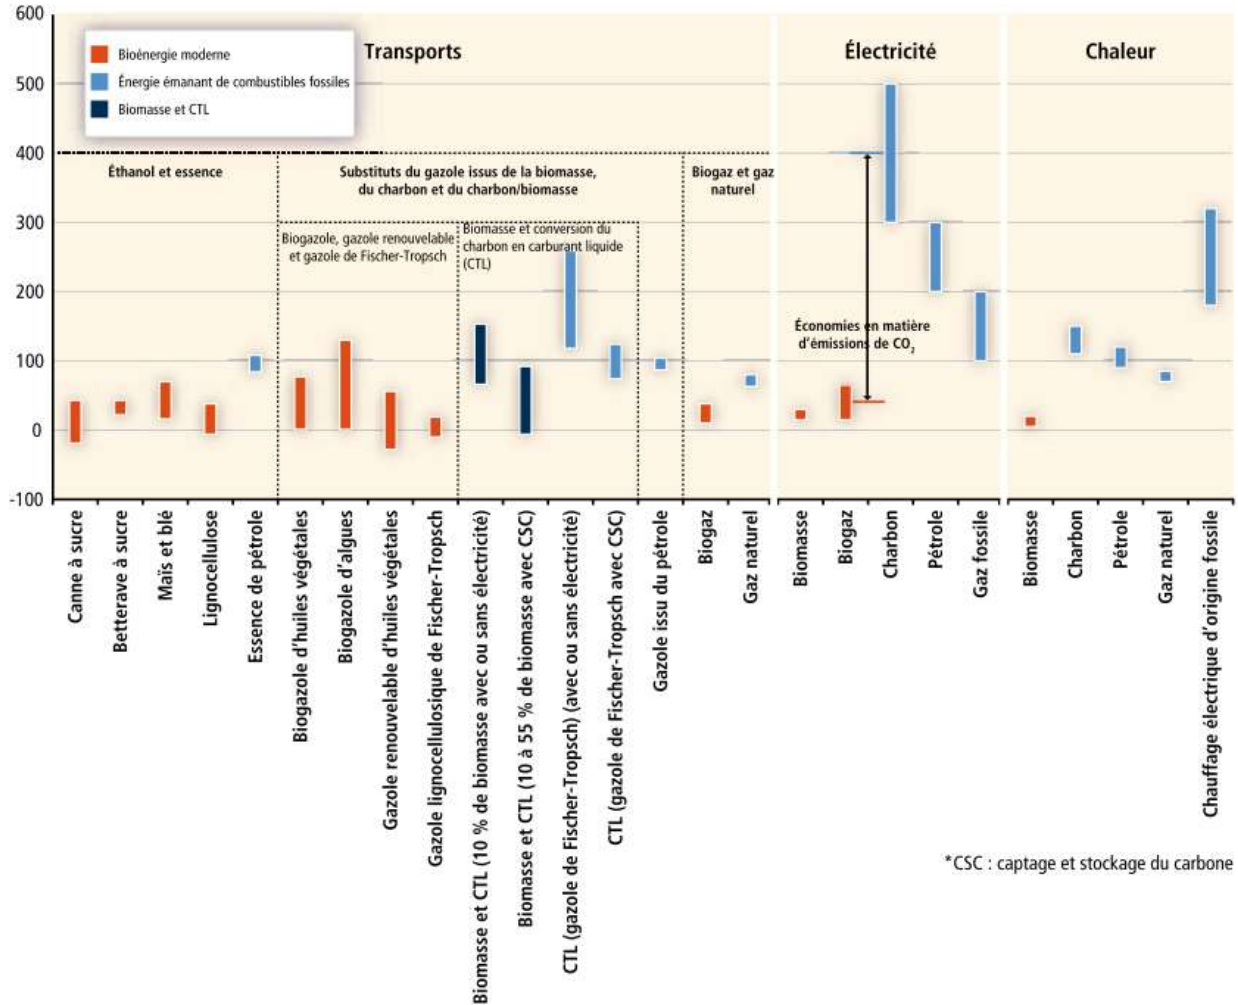 600
500
400
300
200
100
0
-100
Bioénergie moderne
Énergie émanant de combustibles fossiles
Biomasse et CTL
Transports
Électricité
Chaleur
Éthanol et essence
Substituts du gazole issus de la biomasse,
du charbon et du charbon/biomasse
Biogaz et gaz
naturel
Biogazole, gazole renouvelable
et gazole de Fischer-Tropsch
Biomasse et conversion du
charbon en carburant liquide
(CTL)
Économies en matière
d'émissions de CO₂
Canne à sucre
Betterave à sucre
Maïs et blé
Lignocellulose
Essence de pétrole
Biogazole d'huiles végétales
Biogazole d'algues
Gazole renouvelable d'huiles végétales
Gazole lignocellulosique de Fischer-Tropsch
Biomasse et CTL (10 % de biomasse avec ou sans électricité)
Biomasse et CTL (10 à 55 % de biomasse avec CSC)
CTL (gazole de Fischer-Tropsch) (avec ou sans électricité)
CTL (gazole de Fischer-Tropsch avec CSC)
Gazole issu du pétrole
Biogaz
Gaz naturel
Biomasse
Biogaz
Charbon
Pétrole
Gaz fossile
Biomasse
Charbon
Pétrole
Gaz naturel
Chauffage électrique d'origine fossile
*CSC : captage et stockage du carbone